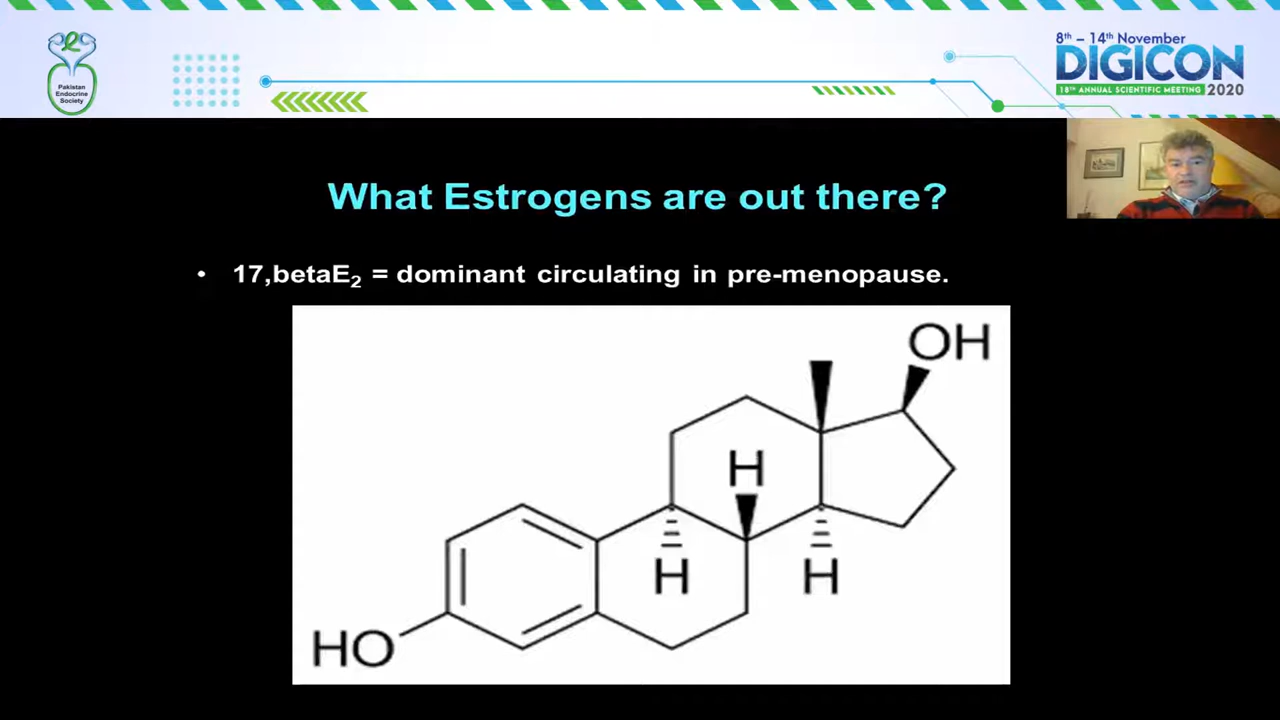 Pakistan
Endocrine
Society
8th – 14th November
DIGICON
18TH ANNUAL SCIENTIFIC MEETING 2020
What Estrogens are out there?
• 17,betaE2 = dominant circulating in pre-menopause.
OH
H
H
H
HO